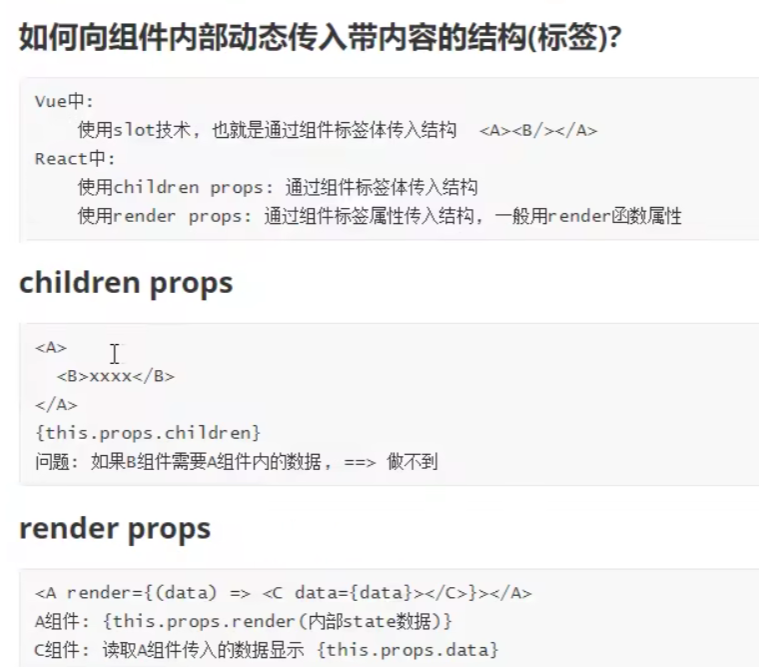 如何向组件内部动态传入带内容的结构(标签)?
Vue中:
使用slot技术, 也就是通过组件标签体传入结构 <A><B/></A>
React中:
使用children props: 通过组件标签体传入结构
使用render props: 通过组件标签属性传入结构, 一般用render函数属性
children props
<A>
<B>xxxx</B>
</A>
{this.props.children}
问题: 如果B组件需要A组件内的数据, ==> 做不到
render props
<A render={(data) => <C data={data}></C>}></A>
A组件: {this.props.render(内部state数据)}
C组件: 读取A组件传入的数据显示 {this.props.data}